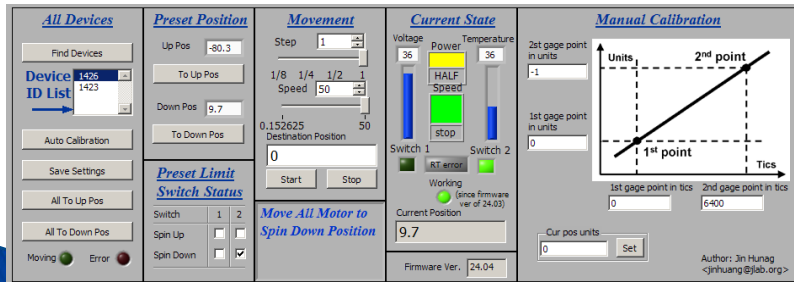 All Devices
Find Devices
Device
ID List
1426
1423
Auto Calibration
Save Settings
All To Up Pos
All To Down Pos
Moving
Error
Preset Position
Up Pos
-80.3
To Up Pos
Down Pos
9.7
To Down Pos
Preset Limit
Switch Status
Switch 1 2
Spin Up
Spin Down
Movement
Step 1
1/8 1/4 1/2 1
Speed 50
0.152625 50
Destination Position
0
Start Stop
Move All Motor to
Spin Down Position
Current State
Voltage Power Temperature
36 36
HALF
Speed
stop
Switch 1 Switch 2
RT error
Working
(since firmware
ver of 24.03)
Current Position
9.7
Firmware Ver. 24.04
Manual Calibration
2st gage point
in units
-1
1st gage point
in units
0
Units
2nd point
1st point
Tics
1st gage point in tics 2nd gage point in tics
0 6400
Cur pos units
0 Set
Author: Jin Hunag
<jinhuang@jlab.org>